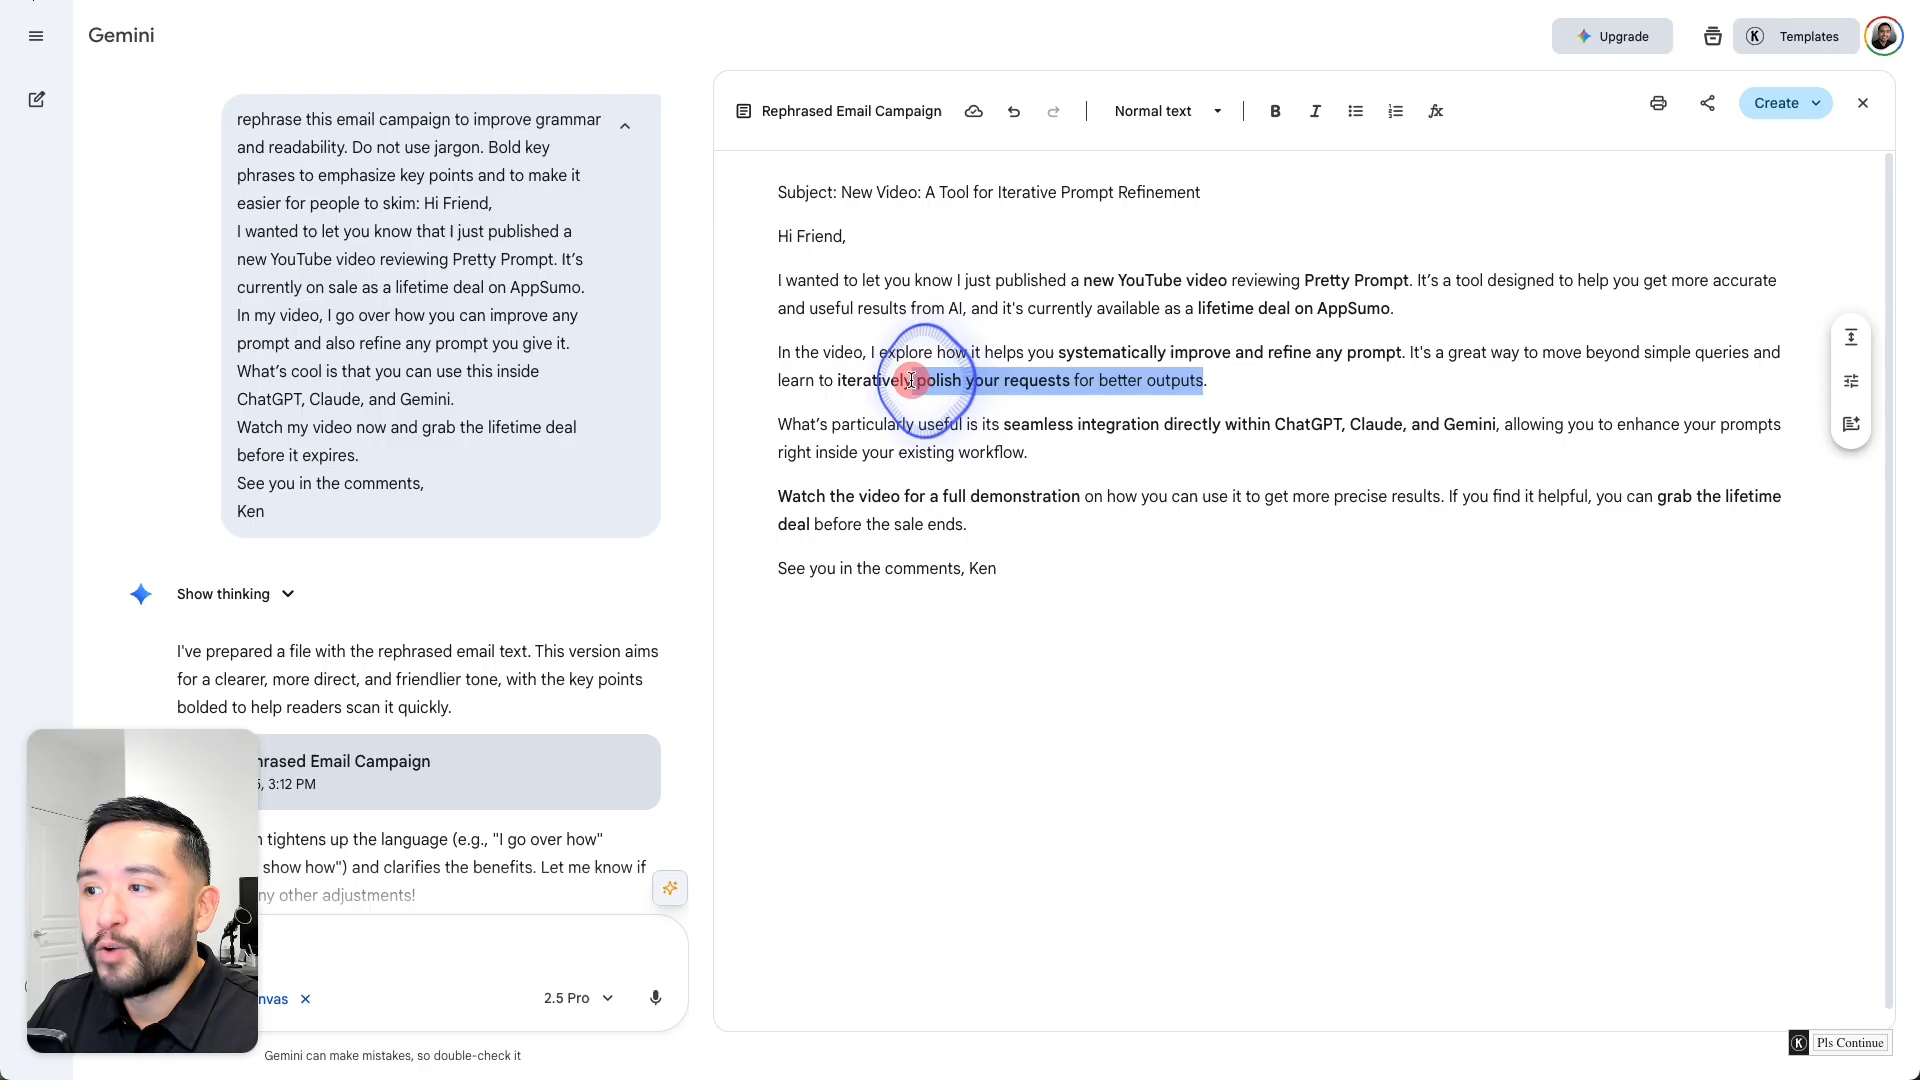 Gemini
Upgrade
K
Templates
rephrase this email campaign to improve grammar
and readability. Do not use jargon. Bold key
phrases to emphasize key points and to make it
easier for people to skim: Hi Friend,
I wanted to let you know that I just published a
new YouTube video reviewing Pretty Prompt. It’s
currently on sale as a lifetime deal on AppSumo.
In my video, I go over how you can improve any
prompt and also refine any prompt you give it.
What’s cool is that you can use this inside
ChatGPT, Claude, and Gemini.
Watch my video now and grab the lifetime deal
before it expires.
See you in the comments,
Ken
Show thinking
I've prepared a file with the rephrased email text. This version aims
for a clearer, more direct, and friendlier tone, with the key points
bolded to help readers scan it quickly.
hrased Email Campaign
, 3:12 PM
tightens up the language (e.g., "I go over how"
show how") and clarifies the benefits. Let me know if
ny other adjustments!
nvas
2.5 Pro
Gemini can make mistakes, so double-check it
Rephrased Email Campaign
Normal text
B
I
fx
Create
Subject: New Video: A Tool for Iterative Prompt Refinement
Hi Friend,
I wanted to let you know I just published a new YouTube video reviewing Pretty Prompt. It’s a tool designed to help you get more accurate
and useful results from AI, and it's currently available as a lifetime deal on AppSumo.
In the video, I explore how it helps you systematically improve and refine any prompt. It's a great way to move beyond simple queries and
learn to iteratively polish your requests for better outputs.
What’s particularly useful is its seamless integration directly within ChatGPT, Claude, and Gemini, allowing you to enhance your prompts
right inside your existing workflow.
Watch the video for a full demonstration on how you can use it to get more precise results. If you find it helpful, you can grab the lifetime
deal before the sale ends.
See you in the comments, Ken
K
Pls Continue